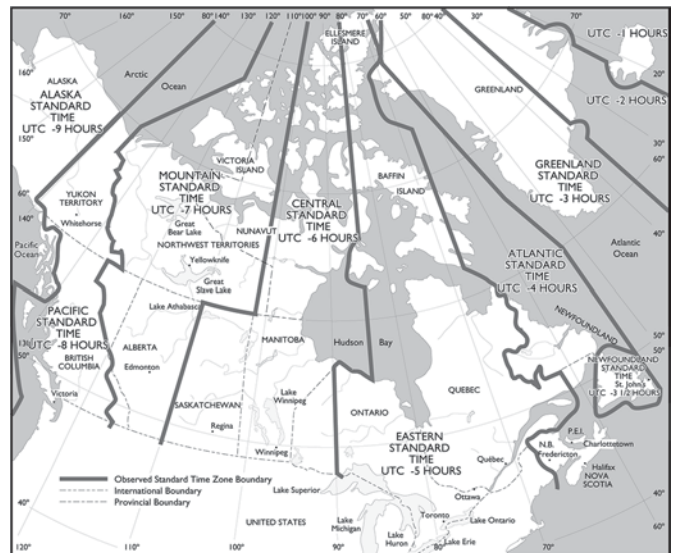 140°
120°
110°
100°
90°
80°
70°
60°
50°
80°
40°
70°
160°
150°
130°
ELLESMERE
ISLAND
UTC -1 HOURS
20°
UTC -2 HOURS
30°
160°
ALASKA
ALASKA
STANDARD
TIME
UTC -9 HOURS
Arctic
Ocean
GREENLAND
60°
150°
VICTORIA
ISLAND
BAFFIN
ISLAND
GREENLAND
STANDARD
TIME
UTC -3 HOURS
MOUNTAIN
STANDARD
TIME
UTC -7 HOURS
60°
140°
YUKON
TERRITORY
Whitehorse
CENTRAL
STANDARD
TIME
UTC -6 HOURS
Great
Bear Lake
NUNAVUT
NORTHWEST TERRITORIES
40°
Pacific
Ocean
Yellowknife
Great
Slave Lake
ATLANTIC
STANDARD
TIME
UTC -4 HOURS
Atlantic
Ocean
PACIFIC
STANDARD
TIME
UTC -8 HOURS
Lake Athabasca
NEWFOUNDLAND
50°
50°
BRITISH
COLUMBIA
ALBERTA
Edmonton
MANITOBA
Hudson
Bay
NEWFOUNDLAND
STANDARD
TIME
St. John's
UTC -3 1/2 HOURS
50°
Victoria
SASKATCHEWAN
Regina
Lake
Winnipeg
Winnipeg
ONTARIO
QUEBEC
EASTERN
STANDARD
TIME
UTC -5 HOURS
P.E.I.
Charlottetown
N.B.
Fredericton
Halifax
NOVA
SCOTIA
Québec
Observed Standard Time Zone Boundary
International Boundary
Provincial Boundary
Lake Superior
Ottawa
40°
UNITED STATES
Lake
Michigan
Lake
Huron
Toronto
Lake Ontario
Lake Erie
40°
60°
120°
110°
100°
90°
80°
70°